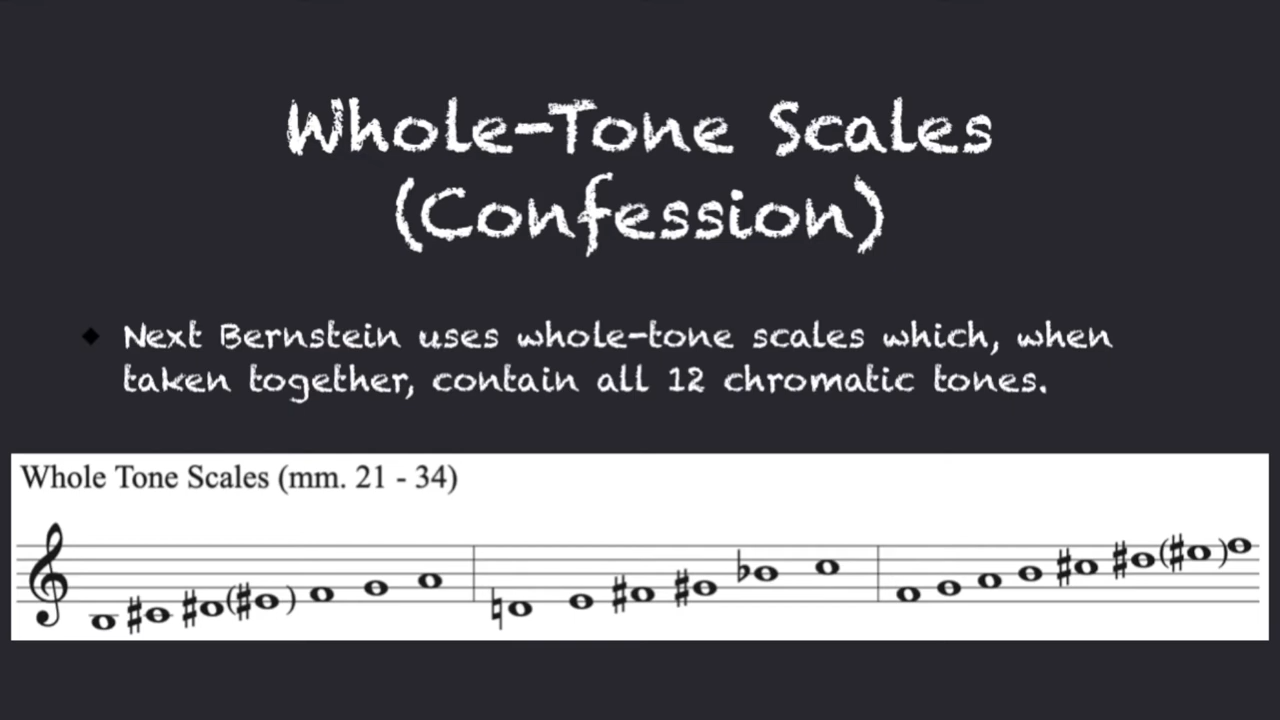 Whole-Tone Scales
(Confession)
Next Bernstein uses whole-tone scales which, when
taken together, contain all 12 chromatic tones.
Whole Tone Scales (mm. 21 - 34)